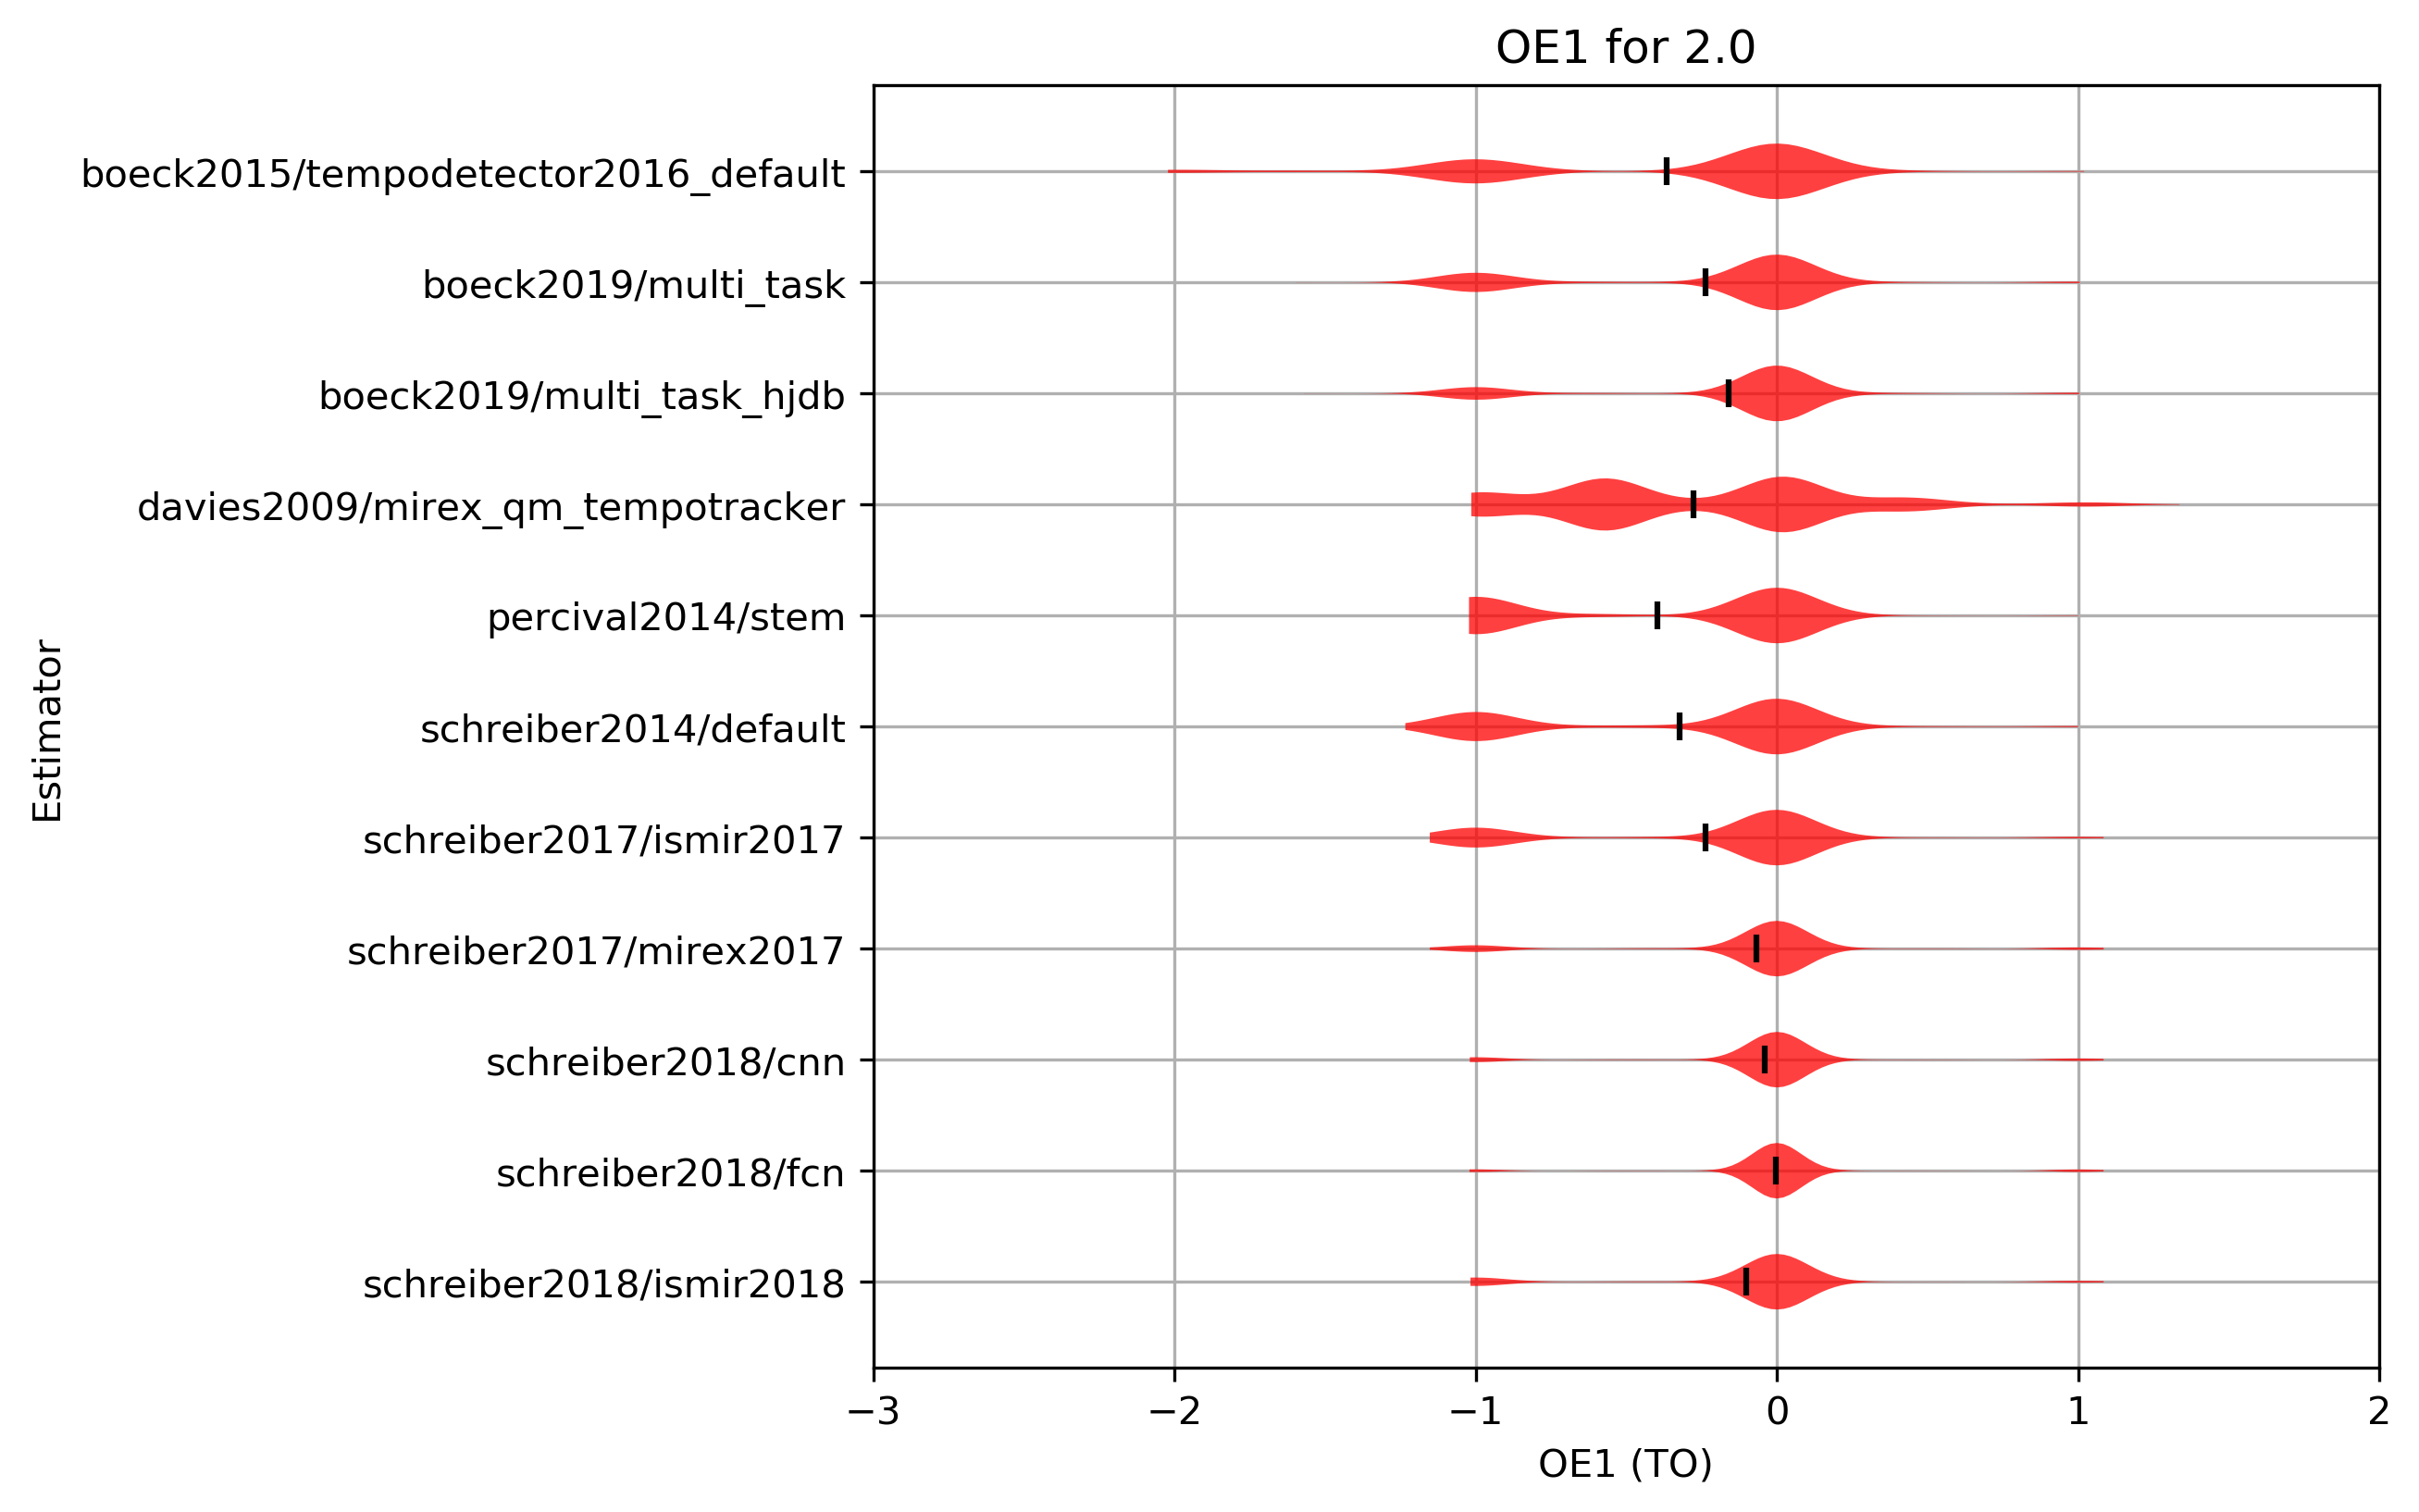 OE1 for 2.0
boeck2015/tempodetector2016_default
boeck2019/multi_task
boeck2019/multi_task_hjdb
davies2009/mirex_qm_tempotracker
percival2014/stem
schreiber2014/default
schreiber2017/ismir2017
schreiber2017/mirex2017
schreiber2018/cnn
schreiber2018/fcn
schreiber2018/ismir2018
Estimator
−3 −2 −1 0 1 2
OE1 (TO)